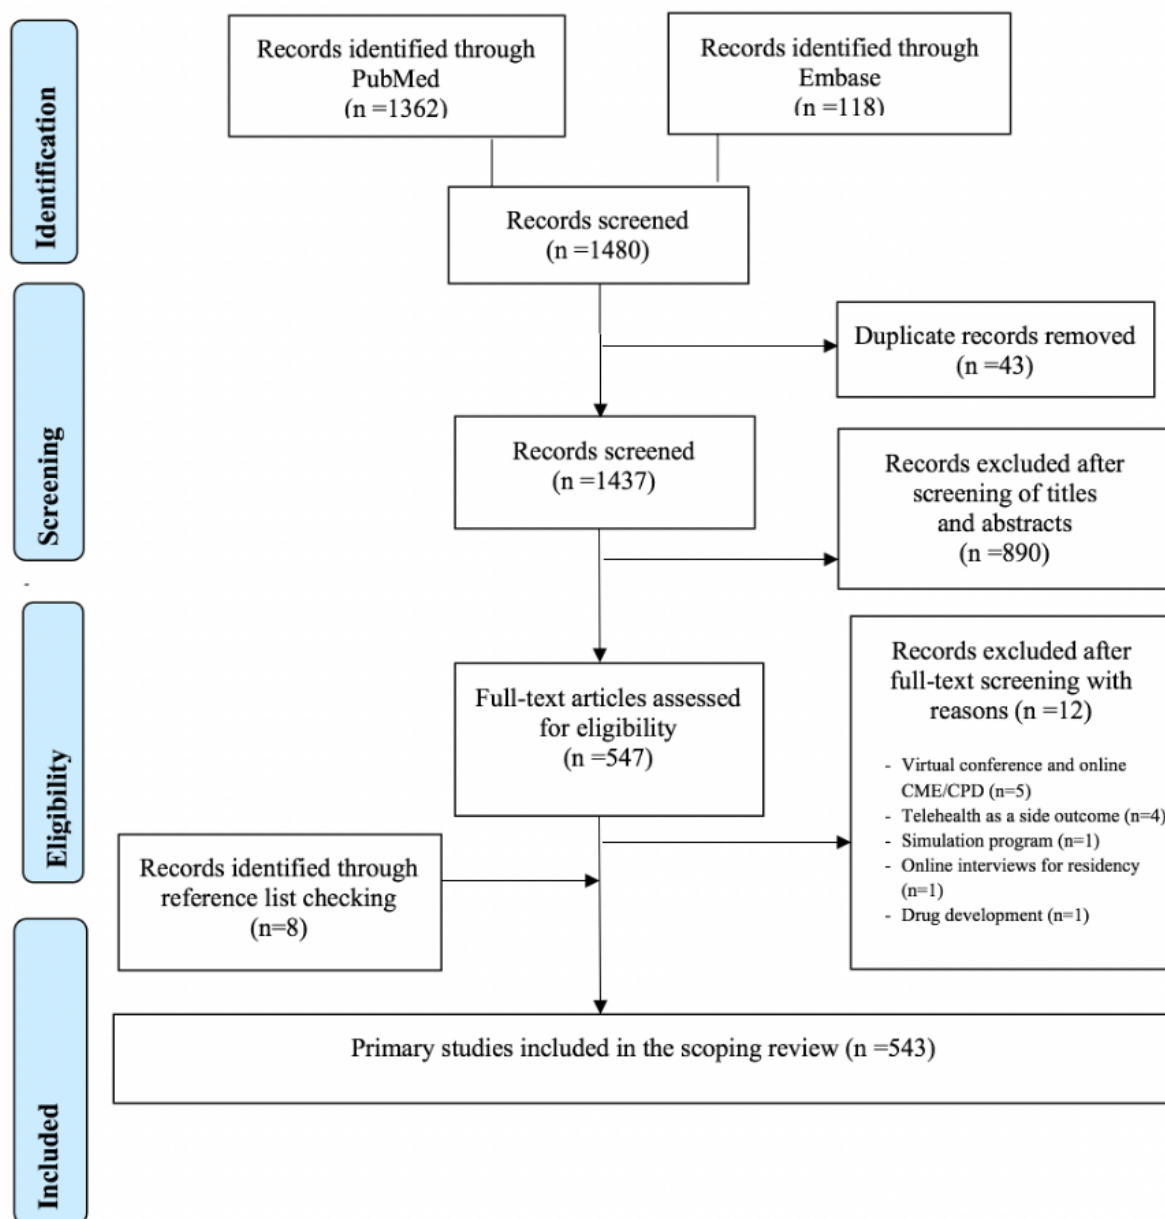 Identification
Records identified through
PubMed
(n =1362)
Records identified through
Embase
(n =118)
Records screened
(n =1480)
Screening
Duplicate records removed
(n =43)
Records screened
(n =1437)
Records excluded after
screening of titles
and abstracts
(n =890)
Eligibility
Full-text articles assessed
for eligibility
(n =547)
Records excluded after
full-text screening with
reasons (n =12)
- Virtual conference and online
CME/CPD (n=5)
- Telehealth as a side outcome (n=4)
- Simulation program (n=1)
- Online interviews for residency
(n=1)
- Drug development (n=1)
Records identified through
reference list checking
(n=8)
Included
Primary studies included in the scoping review (n =543)